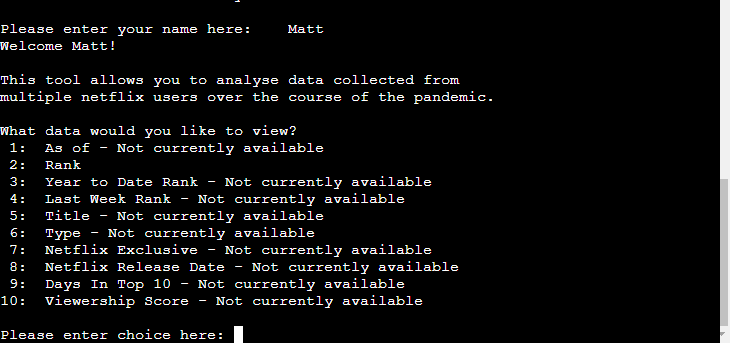 Please enter your name here:    Matt
Welcome Matt!
This tool allows you to analyse data collected from
multiple netflix users over the course of the pandemic.
What data would you like to view?
 1:  As of - Not currently available
 2:  Rank
 3:  Year to Date Rank - Not currently available
 4:  Last Week Rank - Not currently available
 5:  Title - Not currently available
 6:  Type - Not currently available
 7:  Netflix Exclusive - Not currently available
 8:  Netflix Release Date - Not currently available
 9:  Days In Top 10 - Not currently available
10:  Viewership Score - Not currently available
Please enter choice here: